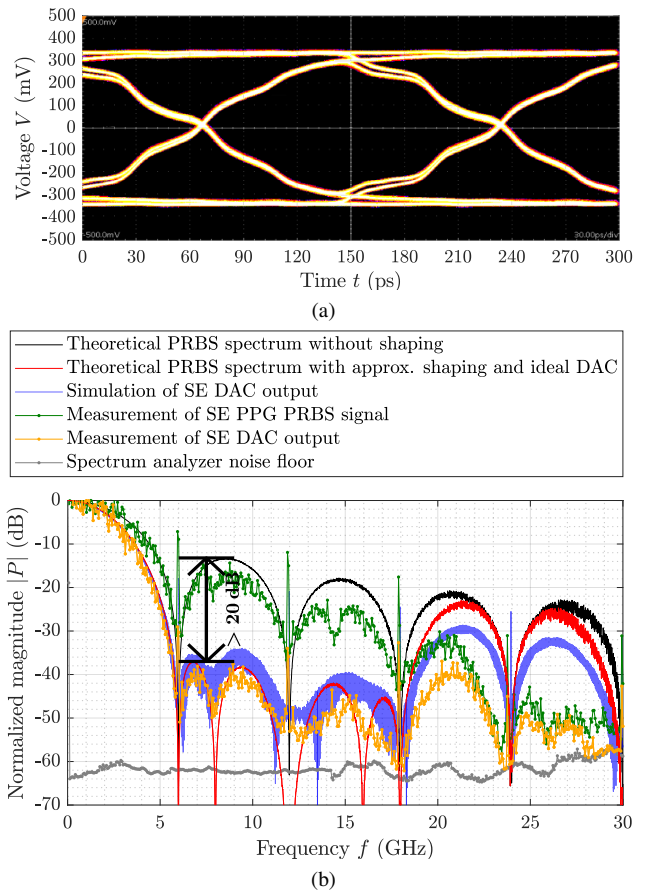 500
400
300
200
100
0
-100
-200
-300
-400
-500
Voltage V (mV)
500.0mV
-500.0mV
30.00ps/div
0 30 60 90 120 150 180 210 240 270 300
Time t (ps)
(a)
Theoretical PRBS spectrum without shaping
Theoretical PRBS spectrum with approx. shaping and ideal DAC
Simulation of SE DAC output
Measurement of SE PPG PRBS signal
Measurement of SE DAC output
Spectrum analyzer noise floor
0
-10
-20
-30
-40
-50
-60
-70
Normalized magnitude |P| (dB)
> 20 dB
0 5 10 15 20 25 30
Frequency f (GHz)
(b)